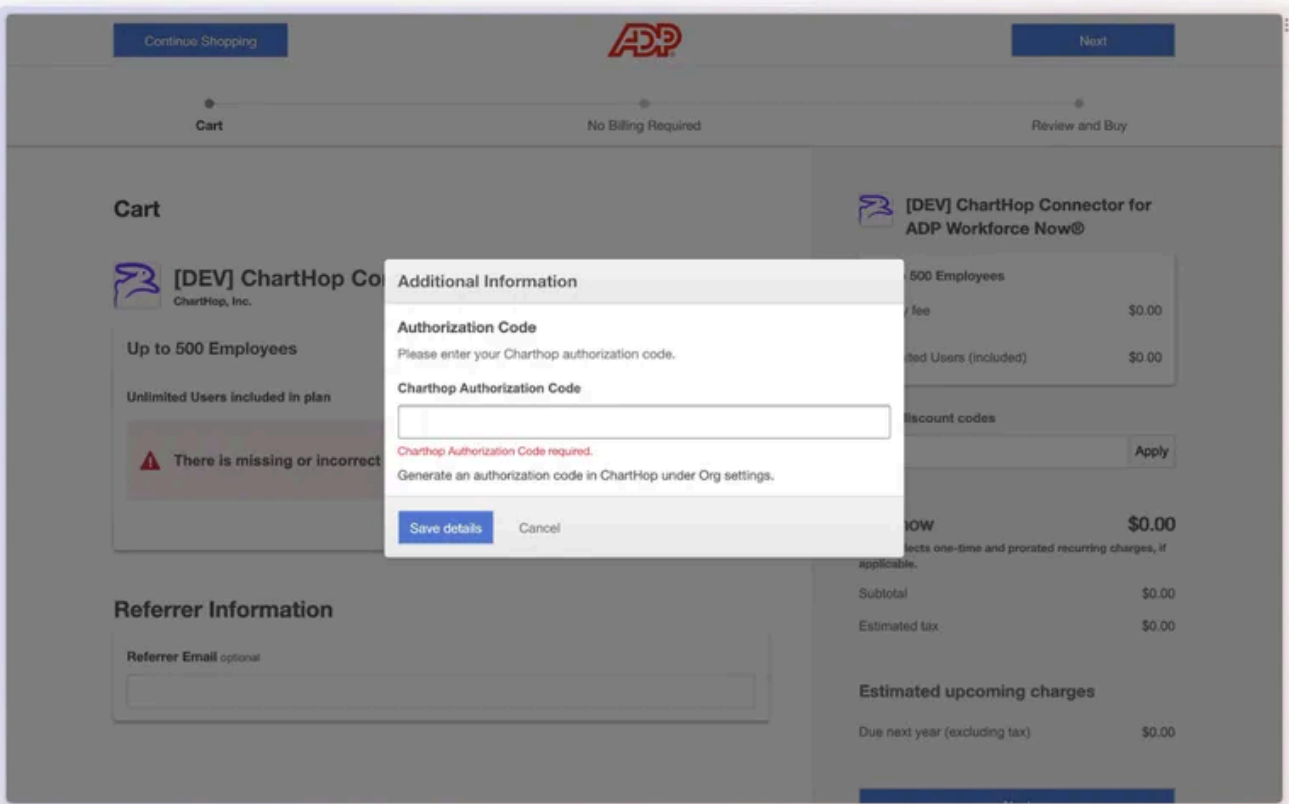 Continue Shopping
ADP
Next
Cart
No Billing Required
Review and Buy
Cart
[DEV] ChartHop Co
ChartHop, Inc.
Up to 500 Employees
Unlimited Users included in plan
There is missing or incorrect
Referrer Information
Referrer Email optional
Additional Information
Authorization Code
Please enter your Charthop authorization code.
Charthop Authorization Code
Charthop Authorization Code required.
Generate an authorization code in ChartHop under Org settings.
Save details
Cancel
[DEV] ChartHop Connector for
ADP Workforce Now®
500 Employees
fee
$0.00
ted Users (included)
$0.00
discount codes
Apply
now
$0.00
lects one-time and prorated recurring charges, if
applicable.
Subtotal
$0.00
Estimated tax
$0.00
Estimated upcoming charges
Due next year (excluding tax)
$0.00